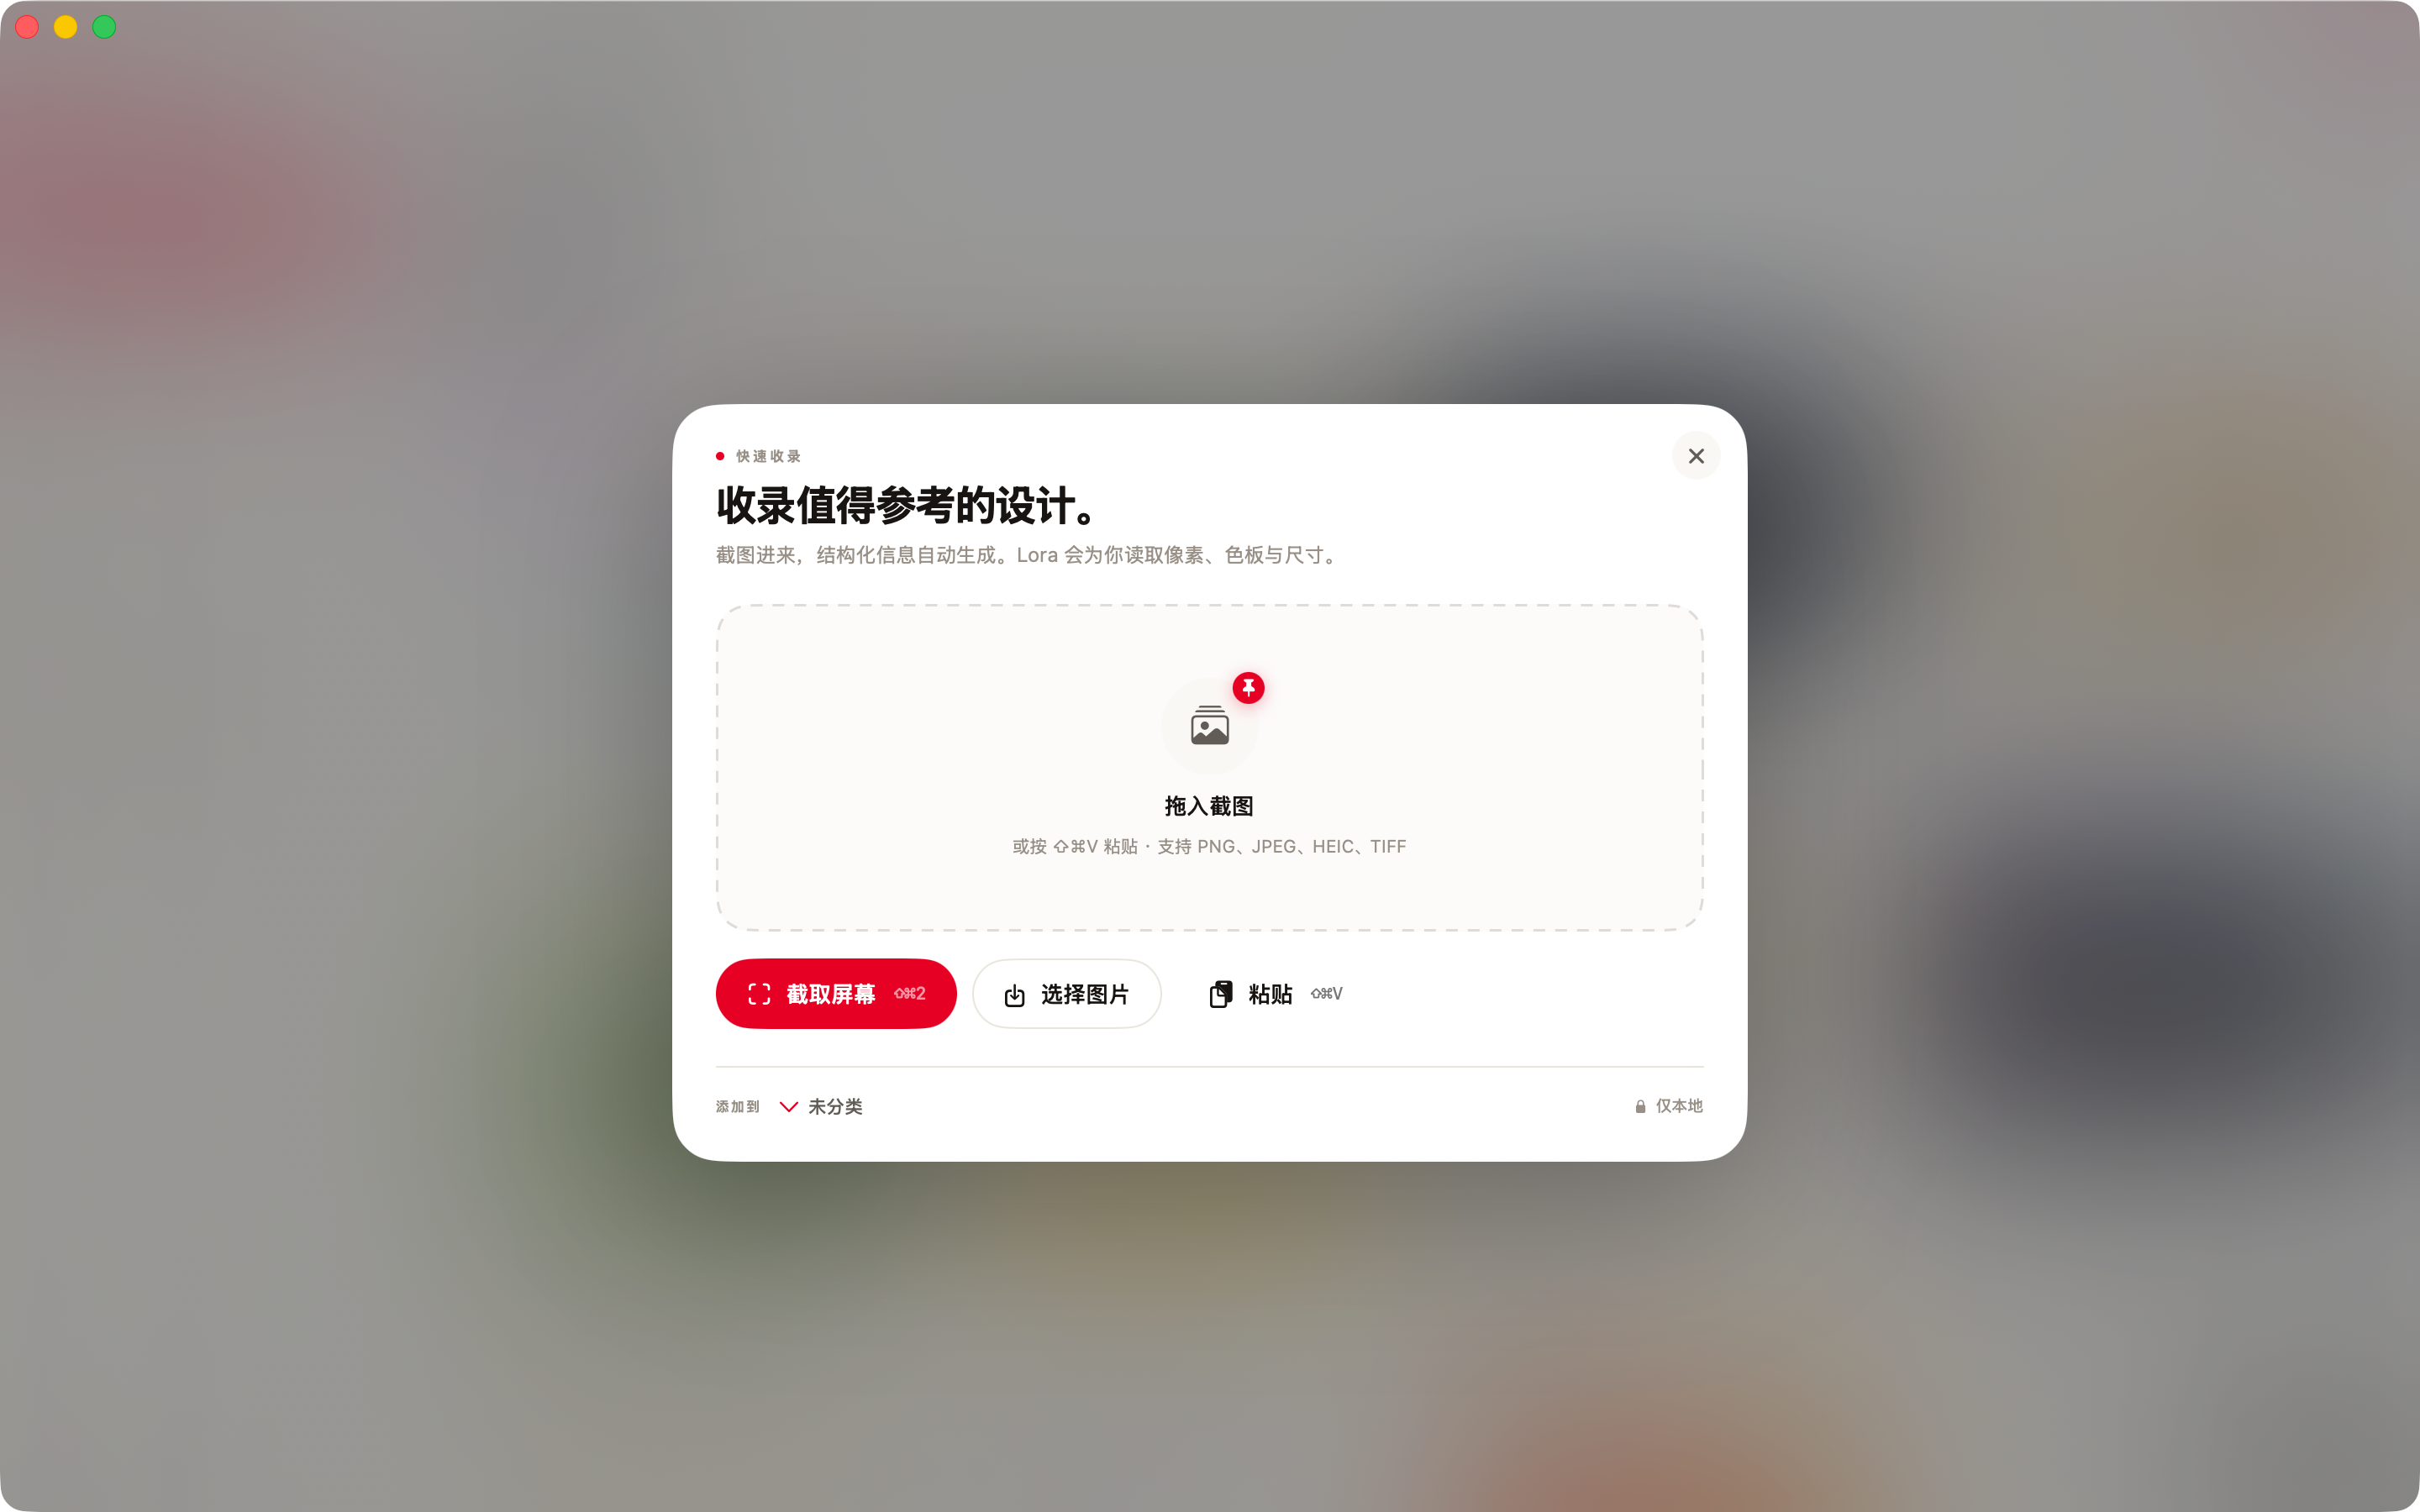 快速收录
收录值得参考的设计。
截图进来，结构化信息自动生成。Lora 会为你读取像素、色板与尺寸。
拖入截图
或按 ⇧⌘V 粘贴 · 支持 PNG、JPEG、HEIC、TIFF
截取屏幕 ⇧⌘2 选择图片 粘贴 ⇧⌘V
添加到 未分类 仅本地